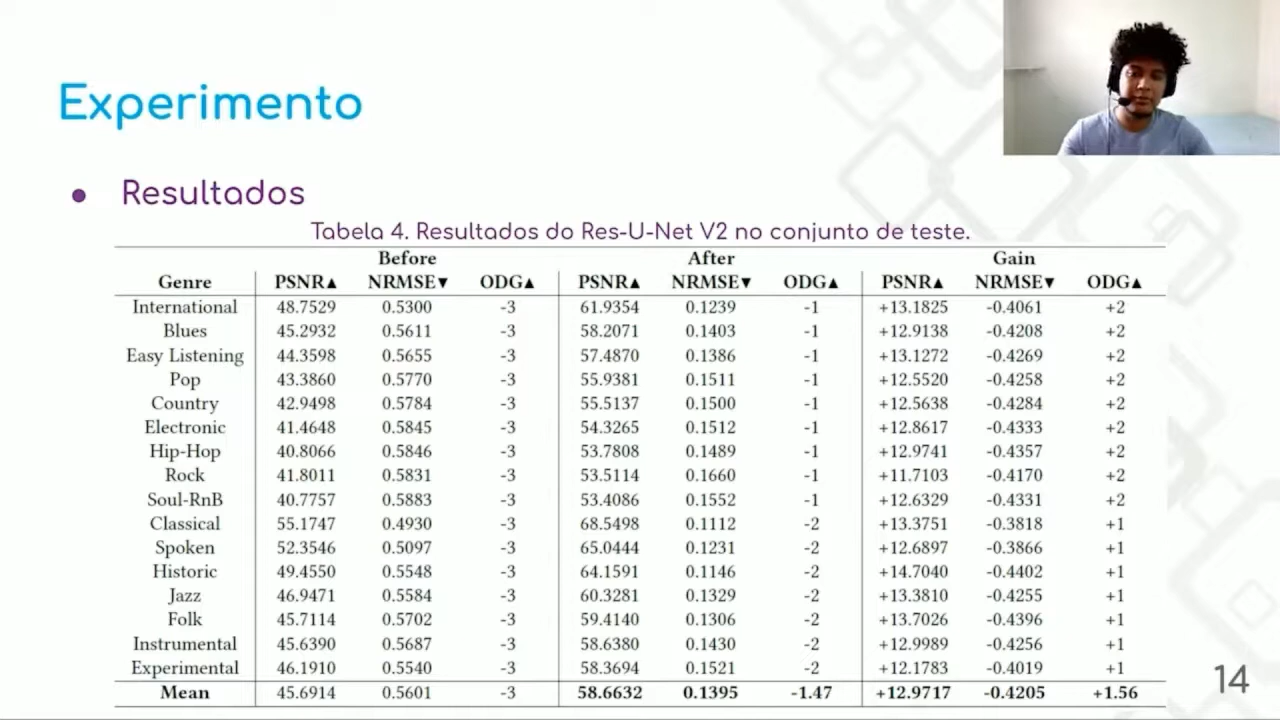 Experimento
● Resultados
Tabela 4. Resultados do Res-U-Net V2 no conjunto de teste.
Before After Gain
Genre PSNR▲ NRMSE▼ ODG▲ PSNR▲ NRMSE▼ ODG▲ PSNR▲ NRMSE▼ ODG▲
International 48.7529 0.5300 -3 61.9354 0.1239 -1 +13.1825 -0.4061 +2
Blues 45.2932 0.5611 -3 58.2071 0.1403 -1 +12.9138 -0.4208 +2
Easy Listening 44.3598 0.5655 -3 57.4870 0.1386 -1 +13.1272 -0.4269 +2
Pop 43.3860 0.5770 -3 55.9381 0.1511 -1 +12.5520 -0.4258 +2
Country 42.9498 0.5784 -3 55.5137 0.1500 -1 +12.5638 -0.4284 +2
Electronic 41.4648 0.5845 -3 54.3265 0.1512 -1 +12.8617 -0.4333 +2
Hip-Hop 40.8066 0.5846 -3 53.7808 0.1489 -1 +12.9741 -0.4357 +2
Rock 41.8011 0.5831 -3 53.5114 0.1660 -1 +11.7103 -0.4170 +2
Soul-RnB 40.7757 0.5883 -3 53.4086 0.1552 -1 +12.6329 -0.4331 +2
Classical 55.1747 0.4930 -3 68.5498 0.1112 -2 +13.3751 -0.3818 +1
Spoken 52.3546 0.5097 -3 65.0444 0.1231 -2 +12.6897 -0.3866 +1
Historic 49.4550 0.5548 -3 64.1591 0.1146 -2 +14.7040 -0.4402 +1
Jazz 46.9471 0.5584 -3 60.3281 0.1329 -2 +13.3810 -0.4255 +1
Folk 45.7114 0.5702 -3 59.4140 0.1306 -2 +13.7026 -0.4396 +1
Instrumental 45.6390 0.5687 -3 58.6380 0.1430 -2 +12.9989 -0.4256 +1
Experimental 46.1910 0.5540 -3 58.3694 0.1521 -2 +12.1783 -0.4019 +1
Mean 45.6914 0.5601 -3 58.6632 0.1395 -1.47 +12.9717 -0.4205 +1.56
14